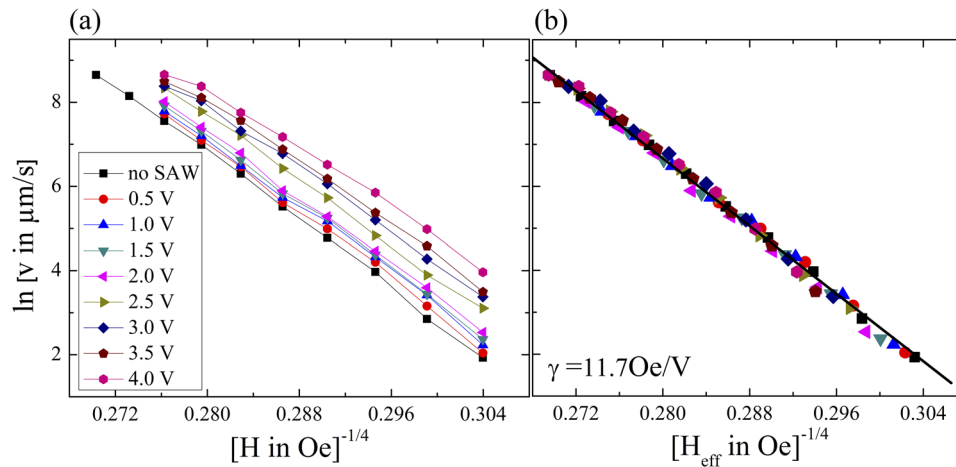 (a)
(b)
ln [v in μm/s]
8
6
4
2
no SAW
0.5 V
1.0 V
1.5 V
2.0 V
2.5 V
3.0 V
3.5 V
4.0 V
0.272 0.280 0.288 0.296 0.304
[H in Oe]^-1/4
γ =11.7Oe/V
0.272 0.280 0.288 0.296 0.304
[H_eff in Oe]^-1/4